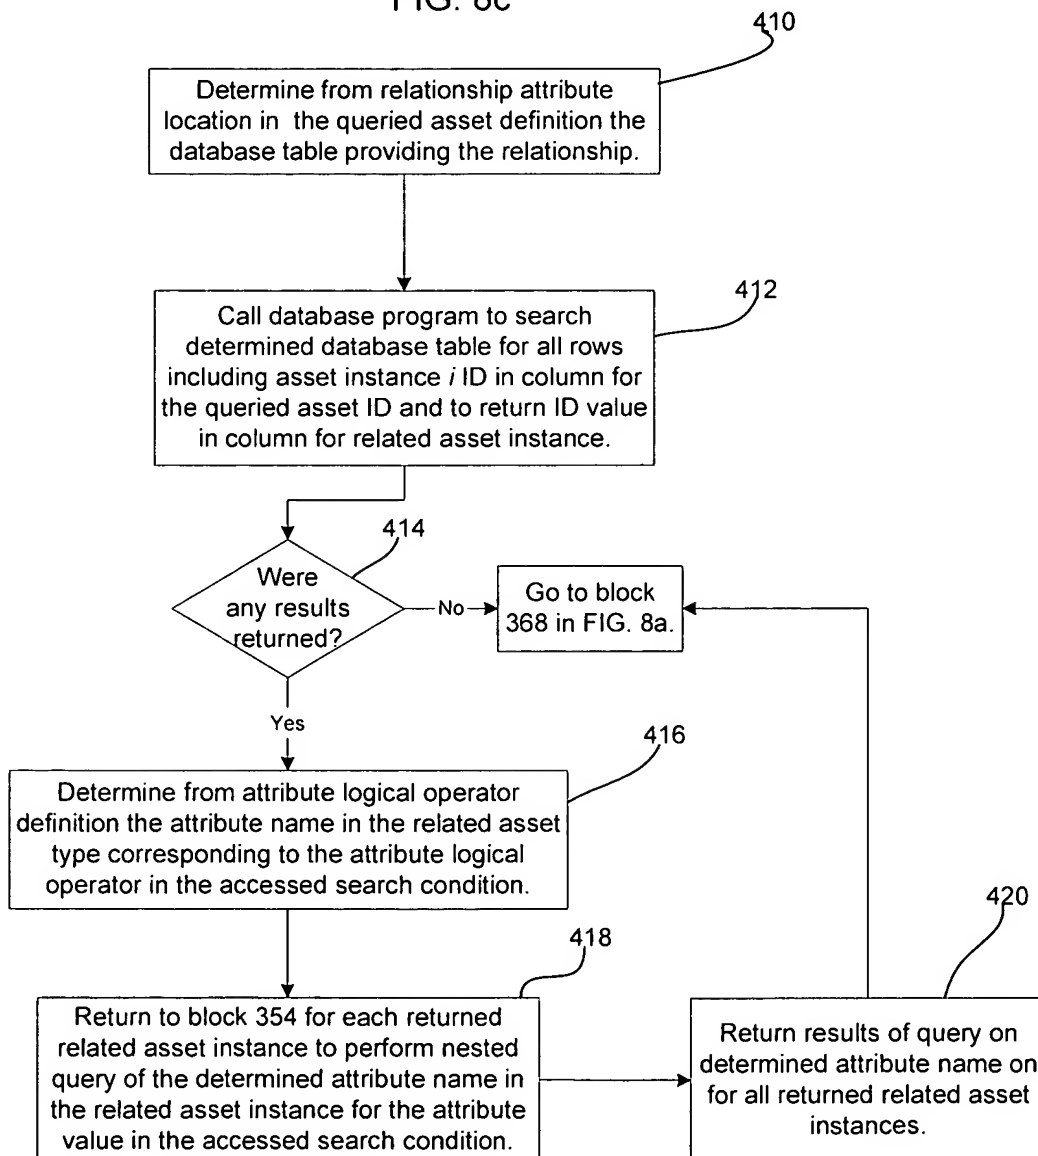 FIG. 8c
410
Determine from relationship attribute
location in the queried asset definition the
database table providing the relationship.
412
Call database program to search
determined database table for all rows
including asset instance i ID in column for
the queried asset ID and to return ID value
in column for related asset instance.
414
Were
any results
returned?
No
Go to block
368 in FIG. 8a.
Yes
416
Determine from attribute logical operator
definition the attribute name in the related asset
type corresponding to the attribute logical
operator in the accessed search condition.
418
Return to block 354 for each returned
related asset instance to perform nested
query of the determined attribute name in
the related asset instance for the attribute
value in the accessed search condition.
420
Return results of query on
determined attribute name on
for all returned related asset
instances.